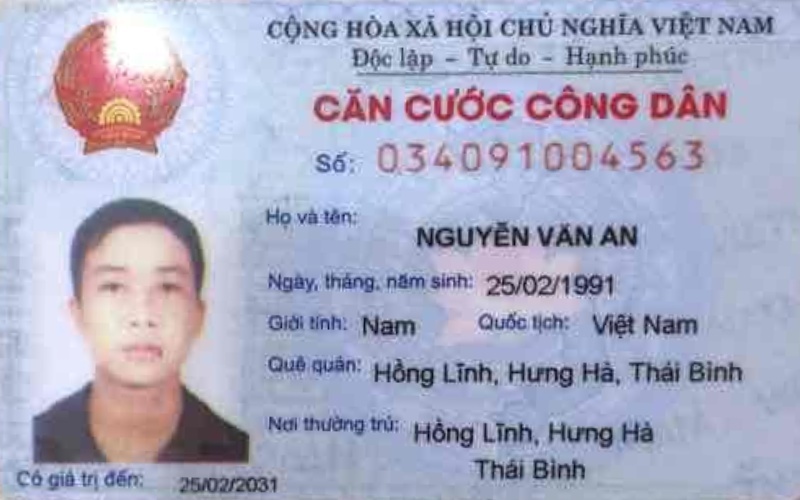 CỘNG HÒA XÃ HỘI CHỦ NGHĨA VIỆT NAM
Độc lập - Tự do - Hạnh phúc
CĂN CƯỚC CÔNG DÂN
Số: 034091004563
Họ và tên:
NGUYỄN VĂN AN
Ngày, tháng, năm sinh: 25/02/1991
Giới tính: Nam Quốc tịch: Việt Nam
Quê quán: Hồng Lĩnh, Hưng Hà, Thái Bình
Nơi thường trú: Hồng Lĩnh, Hưng Hà
Thái Bình
Có giá trị đến: 25/02/2031